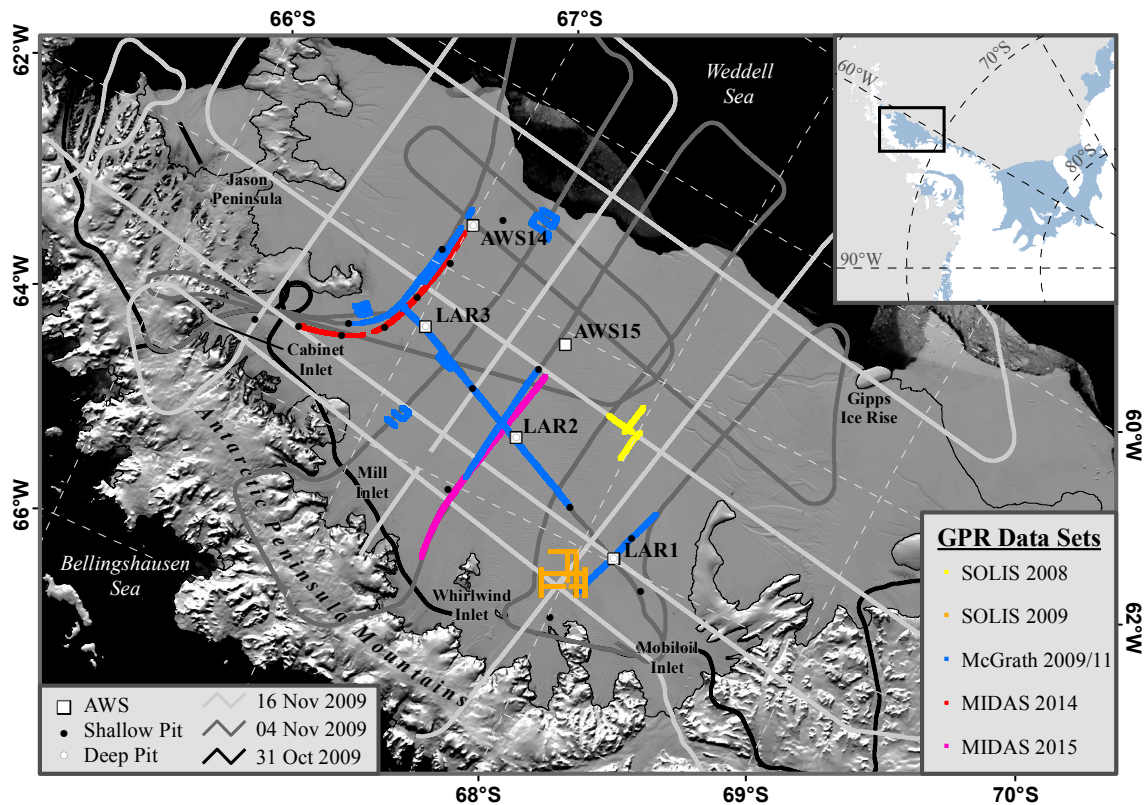 66°S
67°S
62°W
Weddell
Sea
60°W
70°S
80°S
90°W
Jason
Peninsula
AWS14
64°W
LAR3
AWS15
Cabinet
Inlet
Gipps
Ice Rise
60°W
LAR2
Antarctic Peninsula Mountains
Mill
Inlet
66°W
Bellingshausen
Sea
LAR1
Whirlwind
Inlet
Mobiloil
Inlet
62°W
GPR Data Sets
SOLIS 2008
SOLIS 2009
McGrath 2009/11
MIDAS 2014
MIDAS 2015
AWS
Shallow Pit
Deep Pit
16 Nov 2009
04 Nov 2009
31 Oct 2009
68°S
69°S
70°S